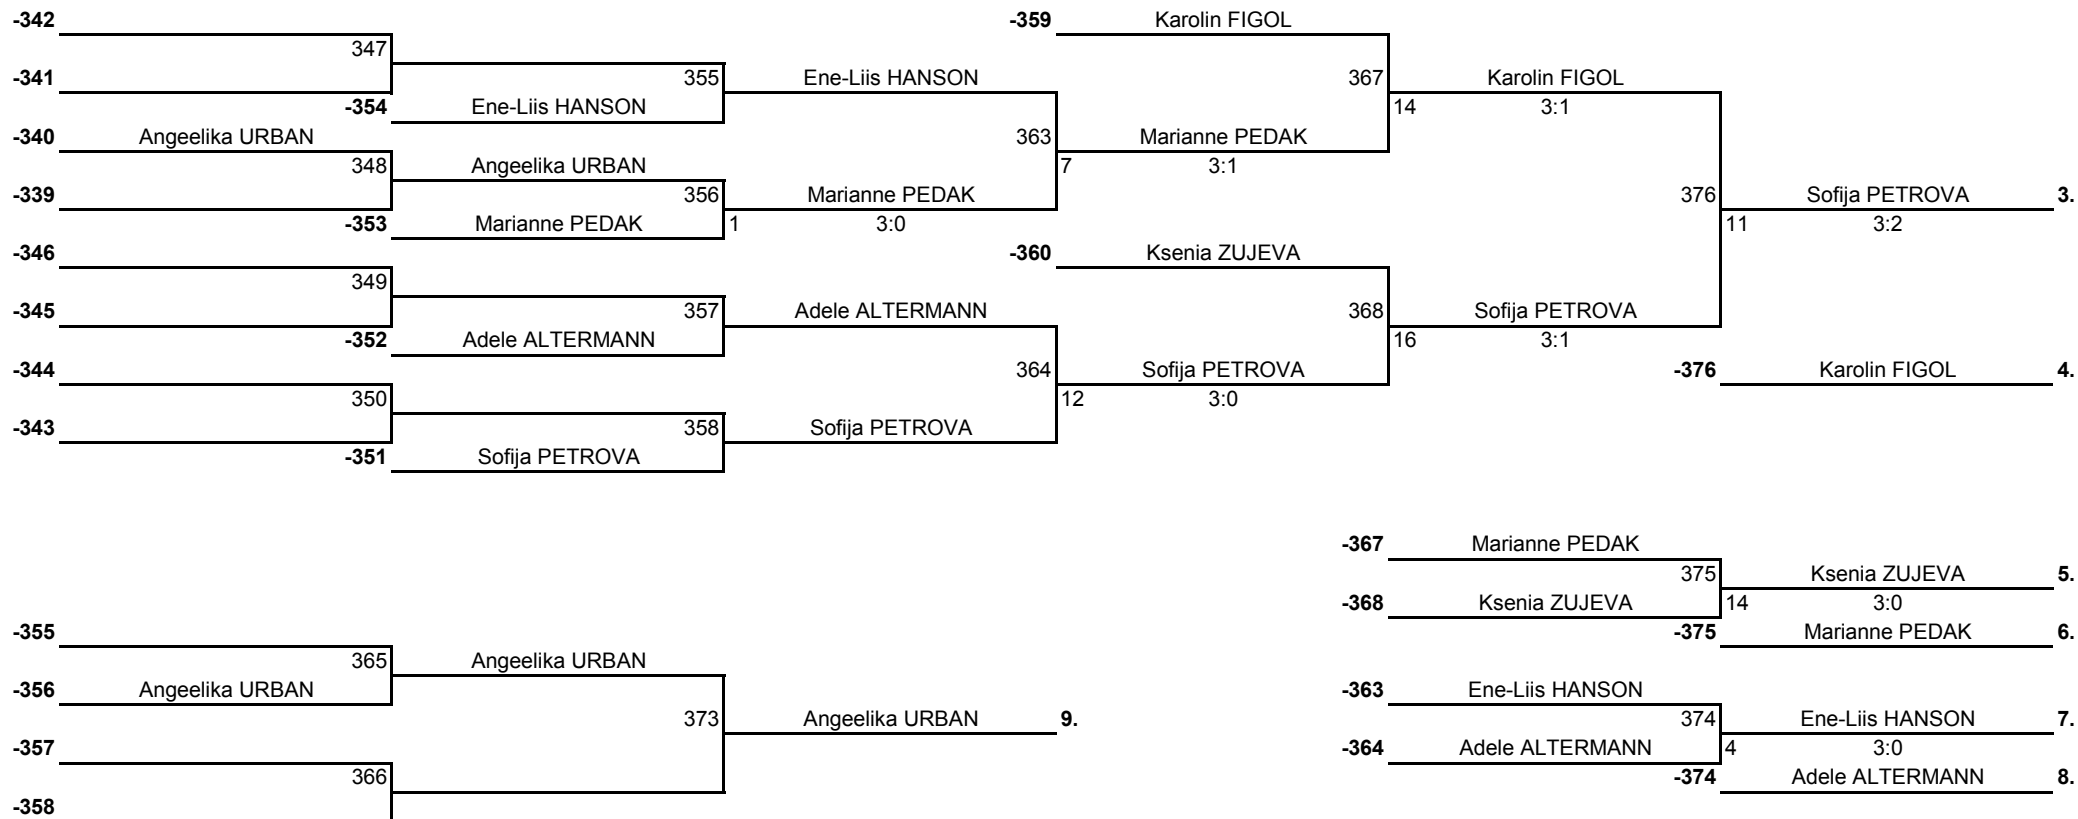 -342 -359 Karolin FIGOL
347
-341 355 Ene-Liis HANSON 367 Karolin FIGOL
-354 Ene-Liis HANSON 14 3:1
-340 Angeelika URBAN 363 Marianne PEDAK
348 Angeelika URBAN 7 3:1
-339 356 Marianne PEDAK 376 Sofija PETROVA 3.
-353 Marianne PEDAK 1 3:0 11 3:2
-346 -360 Ksenia ZUJEVA
349
-345 357 Adele ALTERMANN 368 Sofija PETROVA
-352 Adele ALTERMANN 16 3:1
-344 364 Sofija PETROVA -376 Karolin FIGOL 4.
350 12 3:0
-343 358 Sofija PETROVA
-351 Sofija PETROVA
-367 Marianne PEDAK
375 Ksenia ZUJEVA 5.
-368 Ksenia ZUJEVA 14 3:0
-355 -375 Marianne PEDAK 6.
365 Angeelika URBAN
-356 Angeelika URBAN -363 Ene-Liis HANSON
373 Angeelika URBAN 9. 374 Ene-Liis HANSON 7.
-357 -364 Adele ALTERMANN 4 3:0
366 -374 Adele ALTERMANN 8.
-358